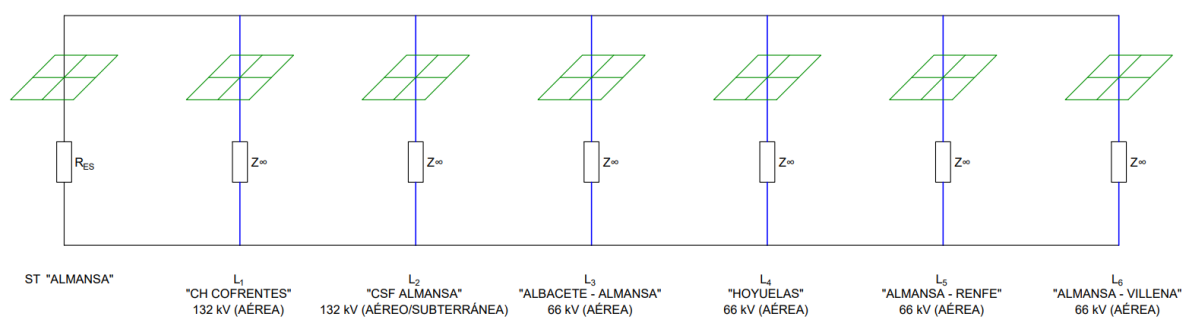 R_ES
Z∞
Z∞
Z∞
Z∞
Z∞
Z∞
ST "ALMANSA"
L₁
"CH COFRENTES"
132 kV (AÉREA)
L₂
"CSF ALMANSA"
132 kV (AÉREO/SUBTERRÁNEA)
L₃
"ALBACETE - ALMANSA"
66 kV (AÉREA)
L₄
"HOYUELAS"
66 kV (AÉREA)
L₅
"ALMANSA - RENFE"
66 kV (AÉREA)
L₆
"ALMANSA - VILLENA"
66 kV (AÉREA)